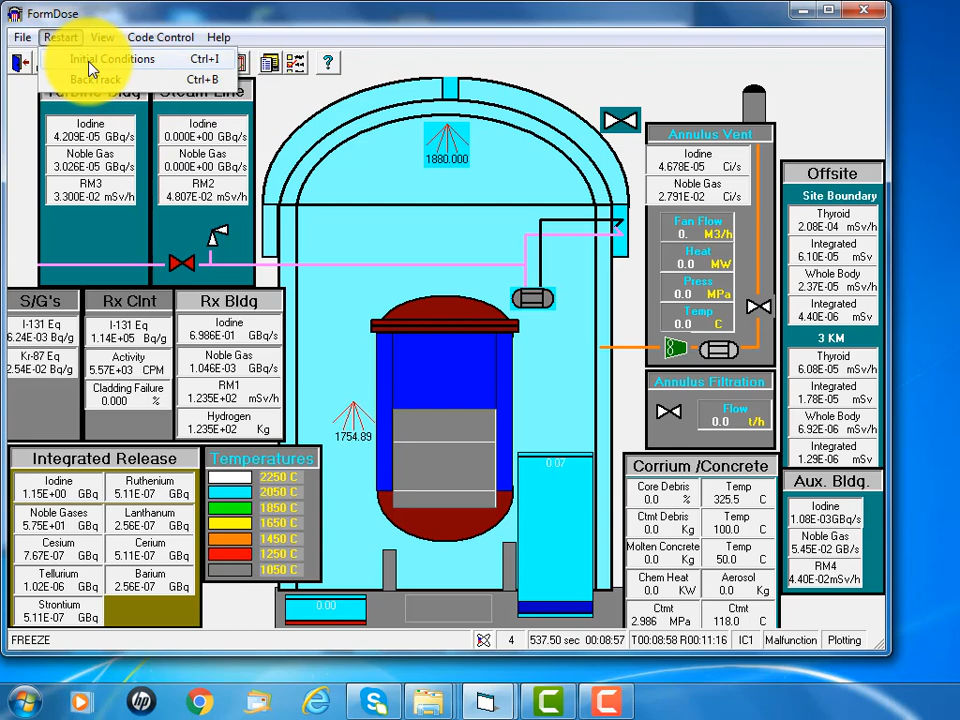 FormDose
File Restart View Code Control Help
Initial Conditions Ctrl+I
BackTrack Ctrl+B
Turbine Bldg Steam Line
Iodine
4.209E-05 GBq/s
Noble Gas
3.026E-05 GBq/s
RM3
3.300E-02 mSv/h
Iodine
0.000E+00 GBq/s
Noble Gas
0.000E+00 GBq/s
RM2
4.807E-02 mSv/h
1880.000
Annulus Vent
Iodine
4.678E-05 Ci/s
Noble Gas
2.791E-02 Ci/s
Fan Flow
0. M3/h
Heat
0.0 MW
Press
0.0 MPa
Temp
0.0 C
Offsite
Site Boundary
Thyroid
2.08E-04 mSv/h
Integrated
6.10E-05 mSv
Whole Body
2.37E-05 mSv/h
Integrated
4.40E-06 mSv
3 KM
Thyroid
6.08E-05 mSv/h
Integrated
1.78E-05 mSv
Whole Body
6.92E-06 mSv/h
Integrated
1.29E-06 mSv
S/G's
I-131 Eq
6.24E-03 Bq/g
Kr-87 Eq
2.54E-02 Bq/g
Rx Clnt
I-131 Eq
1.14E+05 Bq/g
Activity
5.57E+03 CPM
Cladding Failure
0.000 %
Rx Bldg
Iodine
6.986E-01 GBq/s
Noble Gas
1.046E-03 GBq/s
RM1
1.235E+02 mSv/h
Hydrogen
1.235E+02 Kg
1754.89
Annulus Filtration
Flow
0.0 t/h
Integrated Release
Iodine
1.15E+00 GBq
Noble Gases
5.75E+01 GBq
Cesium
7.67E-07 GBq
Tellurium
1.02E-06 GBq
Strontium
5.11E-07 GBq
Ruthenium
5.11E-07 GBq
Lanthanum
2.56E-07 GBq
Cerium
5.11E-07 GBq
Barium
2.56E-07 GBq
Temperatures
2250 C
2050 C
1850 C
1650 C
1450 C
1250 C
1050 C
0.07
0.00
Corrium /Concrete
Core Debris
0.0 %
Ctmt Debris
0.0 Kg
Molten Concrete
0.0 Kg
Chem Heat
0.0 KW
Ctmt
2.986 MPa
Temp
325.5 C
Temp
100.0 C
Temp
50.0 C
Aerosol
0.0 Kg
Ctmt
118.0 C
Aux. Bldg.
Iodine
1.08E-03GBq/s
Noble Gas
5.45E-02 GB/s
RM4
4.40E-02mSv/h
FREEZE 4 537.50 sec 00:08:57 T00:08:58 R00:11:16 IC1 Malfunction Plotting
hp